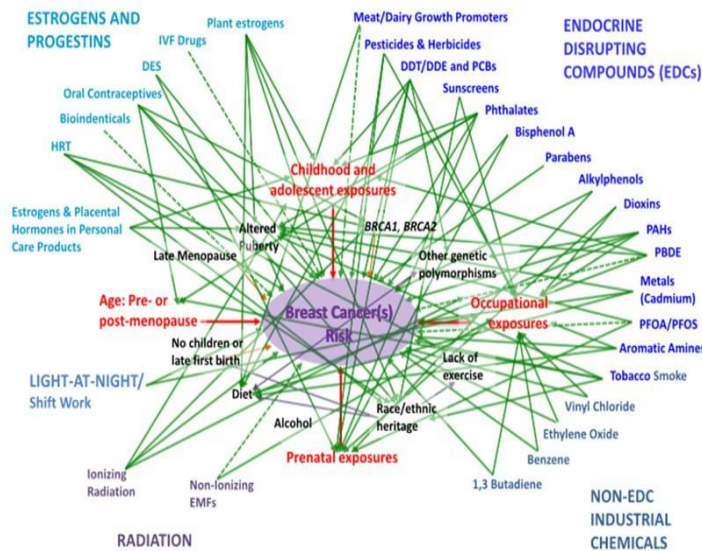 ESTROGENS AND
PROGESTINS
Plant estrogens
IVF Drugs
DES
Oral Contraceptives
Bioindenticals
HRT
Estrogens & Placental
Hormones in Personal
Care Products
Meat/Dairy Growth Promoters
Pesticides & Herbicides
DDT/DDE and PCBs
Sunscreens
Phthalates
Bisphenol A
Parabens
Alkylphenols
Dioxins
PAHs
PBDE
Metals
(Cadmium)
PFOA/PFOS
Aromatic Amines
Tobacco Smoke
ENDOCRINE
DISRUPTING
COMPOUNDS (EDCs)
Childhood and
adolescent exposures
Altered
Puberty
BRCA1, BRCA2
Late Menopause
Other genetic
polymorphisms
Age: Pre- or
post-menopause
Breast Cancer(s)
Risk
Occupational
exposures
No children or
late first birth
Lack of
exercise
LIGHT-AT-NIGHT/
Shift Work
Diet
Race/ethnic
heritage
Alcohol
Prenatal exposures
Vinyl Chloride
Ethylene Oxide
Benzene
1,3 Butadiene
Ionizing
Radiation
Non-Ionizing
EMFs
RADIATION
NON-EDC
INDUSTRIAL
CHEMICALS